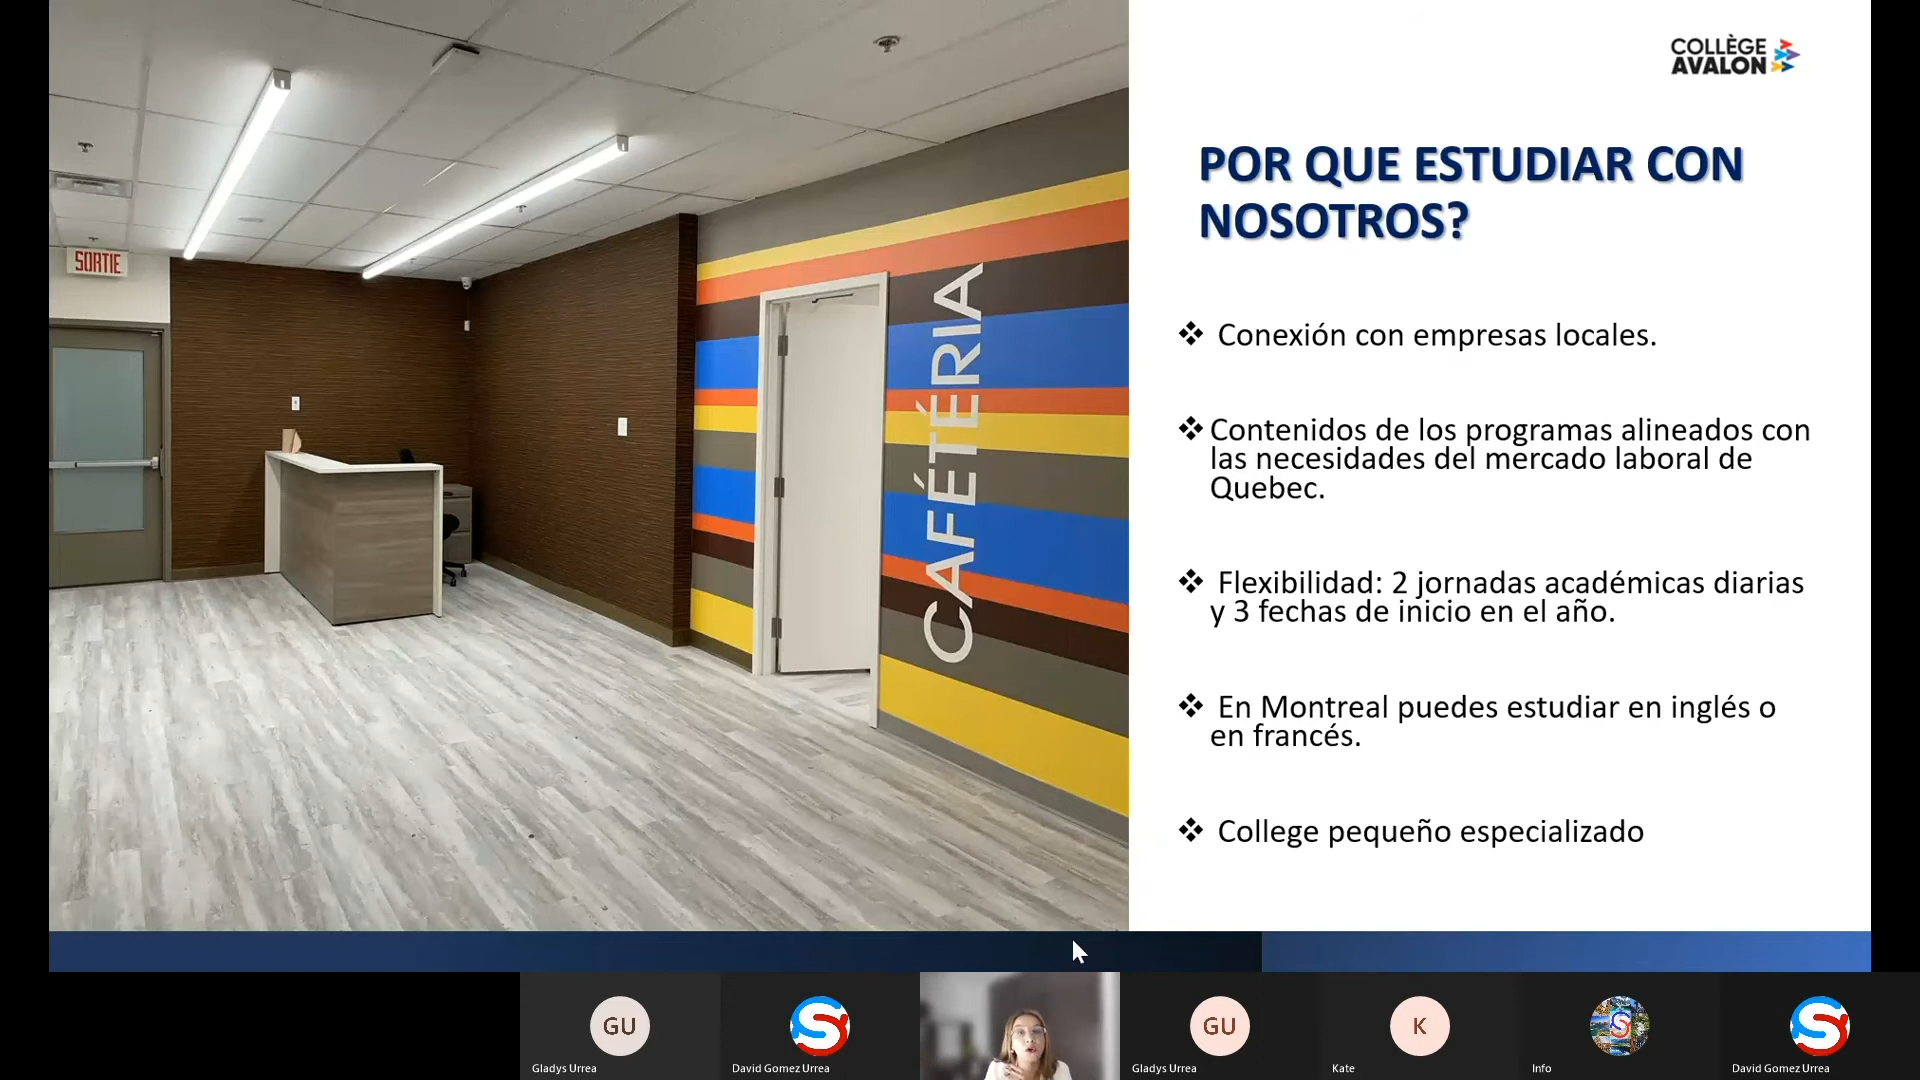 COLLÈGE
AVALON
POR QUE ESTUDIAR CON
NOSOTROS?
SORTIE
CAFÉTÉRIA
❖ Conexión con empresas locales.
❖ Contenidos de los programas alineados con
las necesidades del mercado laboral de
Quebec.
❖ Flexibilidad: 2 jornadas académicas diarias
y 3 fechas de inicio en el año.
❖ En Montreal puedes estudiar en inglés o
en francés.
❖ College pequeño especializado
GU
Gladys Urrea
S
David Gomez Urrea
GU
Gladys Urrea
K
Kate
S
Info
S
David Gomez Urrea